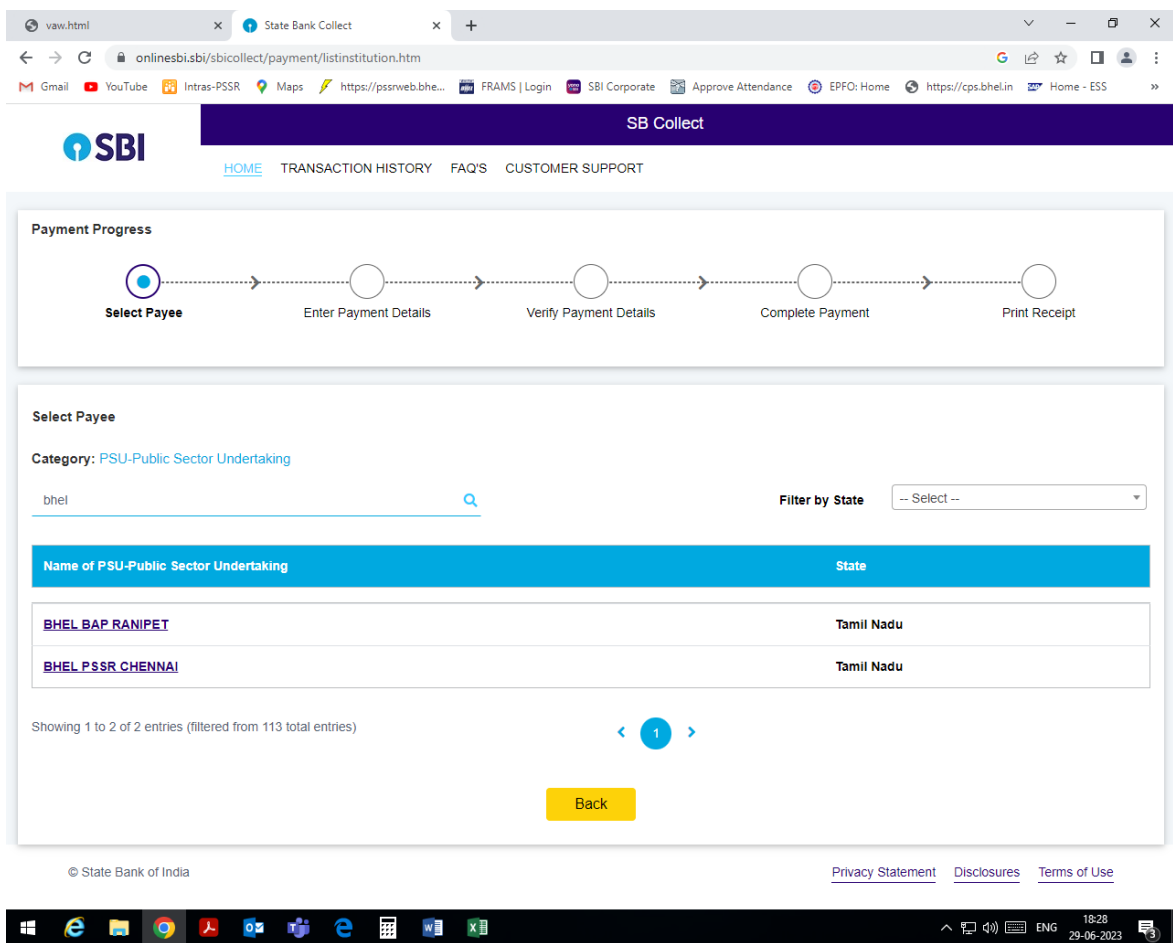 vaw.html
State Bank Collect
onlinesbi.sbi/sbicollect/payment/listinstitution.htm
Gmail YouTube Intras-PSSR Maps https://pssrweb.bhe... FRAMS | Login SBI Corporate Approve Attendance EPFO: Home https://cps.bhel.in Home - ESS »
SB Collect
SBI
HOME TRANSACTION HISTORY FAQ'S CUSTOMER SUPPORT
Payment Progress
Select Payee Enter Payment Details Verify Payment Details Complete Payment Print Receipt
Select Payee
Category: PSU-Public Sector Undertaking
bhel Filter by State -- Select --
Name of PSU-Public Sector Undertaking State
BHEL BAP RANIPET Tamil Nadu
BHEL PSSR CHENNAI Tamil Nadu
Showing 1 to 2 of 2 entries (filtered from 113 total entries) 1
Back
© State Bank of India Privacy Statement Disclosures Terms of Use
ENG 18:28
29-06-2023 3